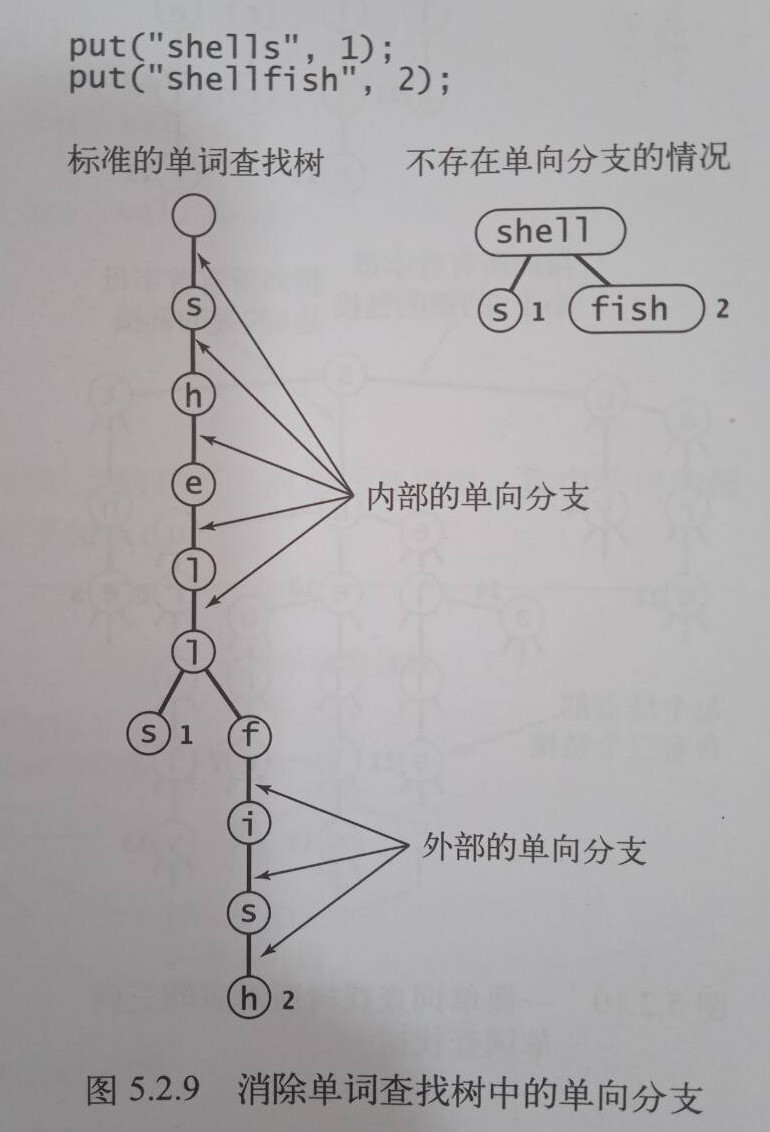 put("shells", 1);
put("shellfish", 2);
标准的单词查找树
不存在单向分支的情况
shell
s 1
fish 2
s
h
e
l
l
内部的单向分支
s 1
f
i
s
h 2
外部的单向分支
图 5.2.9 消除单词查找树中的单向分支